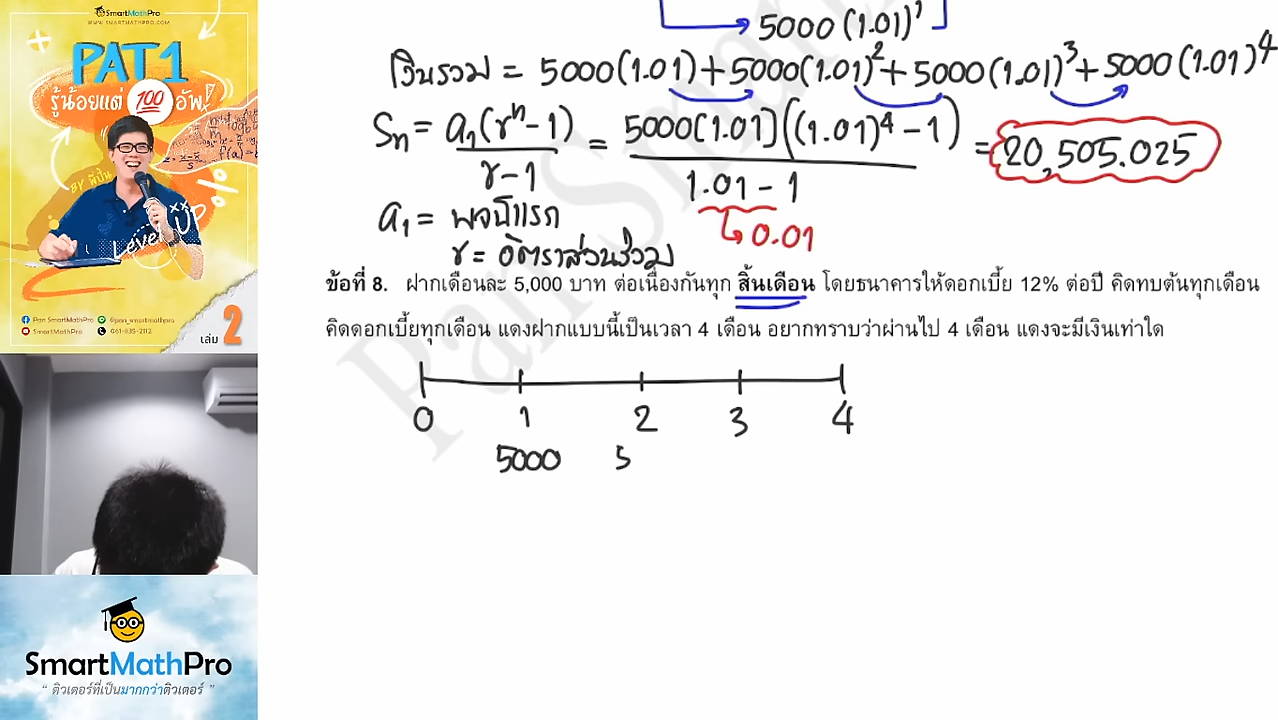 SmartMathPro
WWW.SMARTMATHPRO.COM
PAT 1
รู้น้อยแต่ 100 อัพ!
BY พี่ปั้น
Level UP
Pan SmartMathPro @pan_smartmathpro
SmartMathPro 061-835-2112
เล่ม 2
5000 (1.01)¹
เงินรวม = 5000(1.01) + 5000(1.01)² + 5000(1.01)³ + 5000(1.01)⁴
Sₙ = a₁(rⁿ-1) / r-1 = 5000(1.01)((1.01)⁴ - 1) / 1.01 - 1 = 20,505.025
0.01
a₁ = พจน์แรก
r = อัตราส่วนร่วม
ข้อที่ 8. ฝากเดือนละ 5,000 บาท ต่อเนื่องกันทุก สิ้นเดือน โดยธนาคารให้ดอกเบี้ย 12% ต่อปี คิดทบต้นทุกเดือน
คิดดอกเบี้ยทุกเดือน แดงฝากแบบนี้เป็นเวลา 4 เดือน อยากทราบว่าผ่านไป 4 เดือน แดงจะมีเงินเท่าใด
0 1 2 3 4
5000 5
SmartMathPro
“ ติวเตอร์ที่เป็นมากกว่าติวเตอร์ ”